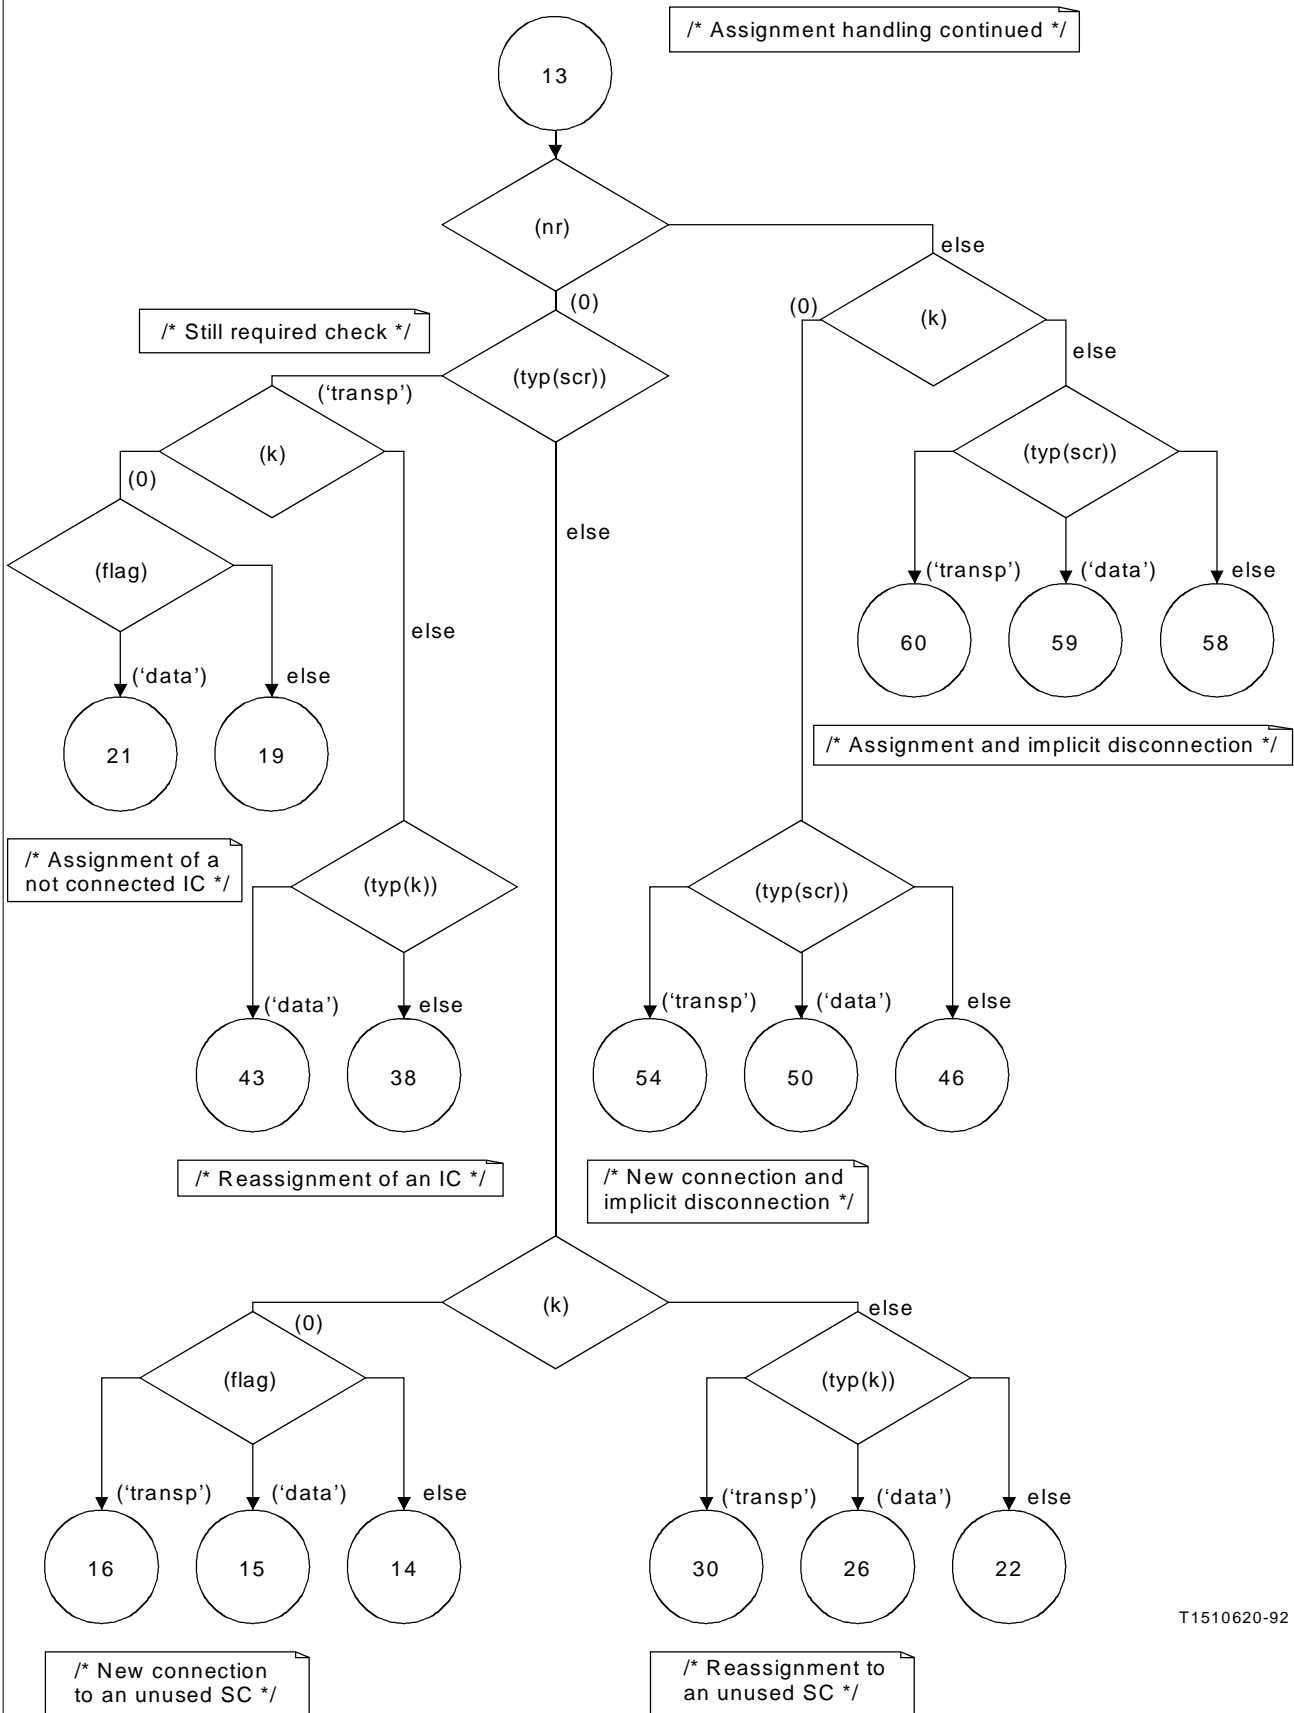 /* Assignment handling continued */
13
(nr)
else
(0)
(0)
(k)
/* Still required check */
else
(typ(scr))
(‘transp’)
(k)
(typ(scr))
(0)
else
(flag)
(‘transp’)
(‘data’)
else
else
60
59
58
(‘data’)
else
21
19
/* Assignment and implicit disconnection */
/* Assignment of a
not connected IC */
(typ(k))
(typ(scr))
(‘data’)
else
(‘transp’)
(‘data’)
else
43
38
54
50
46
/* Reassignment of an IC */
/* New connection and
implicit disconnection */
(k)
(0)
else
(flag)
(typ(k))
(‘transp’)
(‘data’)
else
(‘transp’)
(‘data’)
else
16
15
14
30
26
22
T1510620-92
/* New connection
to an unused SC */
/* Reassignment to
an unused SC */